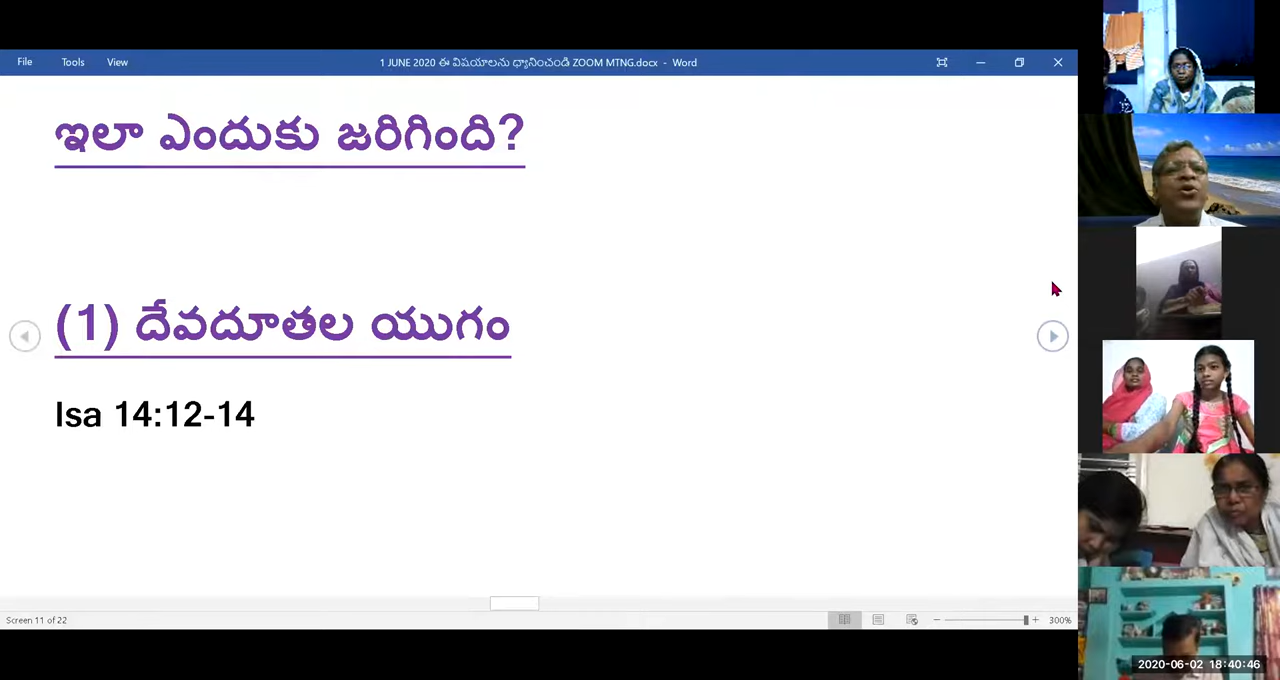 File Tools View 1 JUNE 2020 ఈ విషయాలను ధ్యానించండి ZOOM MTNG.docx - Word
ఇలా ఎందుకు జరిగింది?
(1) దేవదూతల యుగం
Isa 14:12-14
Screen 11 of 22
300%
2020-06-02 18:40:46